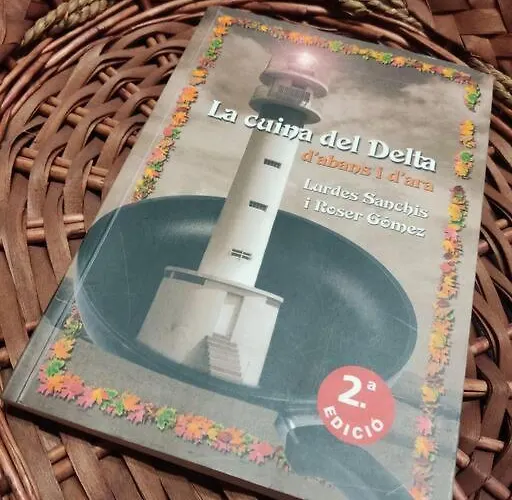 La cuina del Delta
d'abans i d'ara
Lurdes Sanchis
i Roser Gómez
2.ª
EDICIÓ